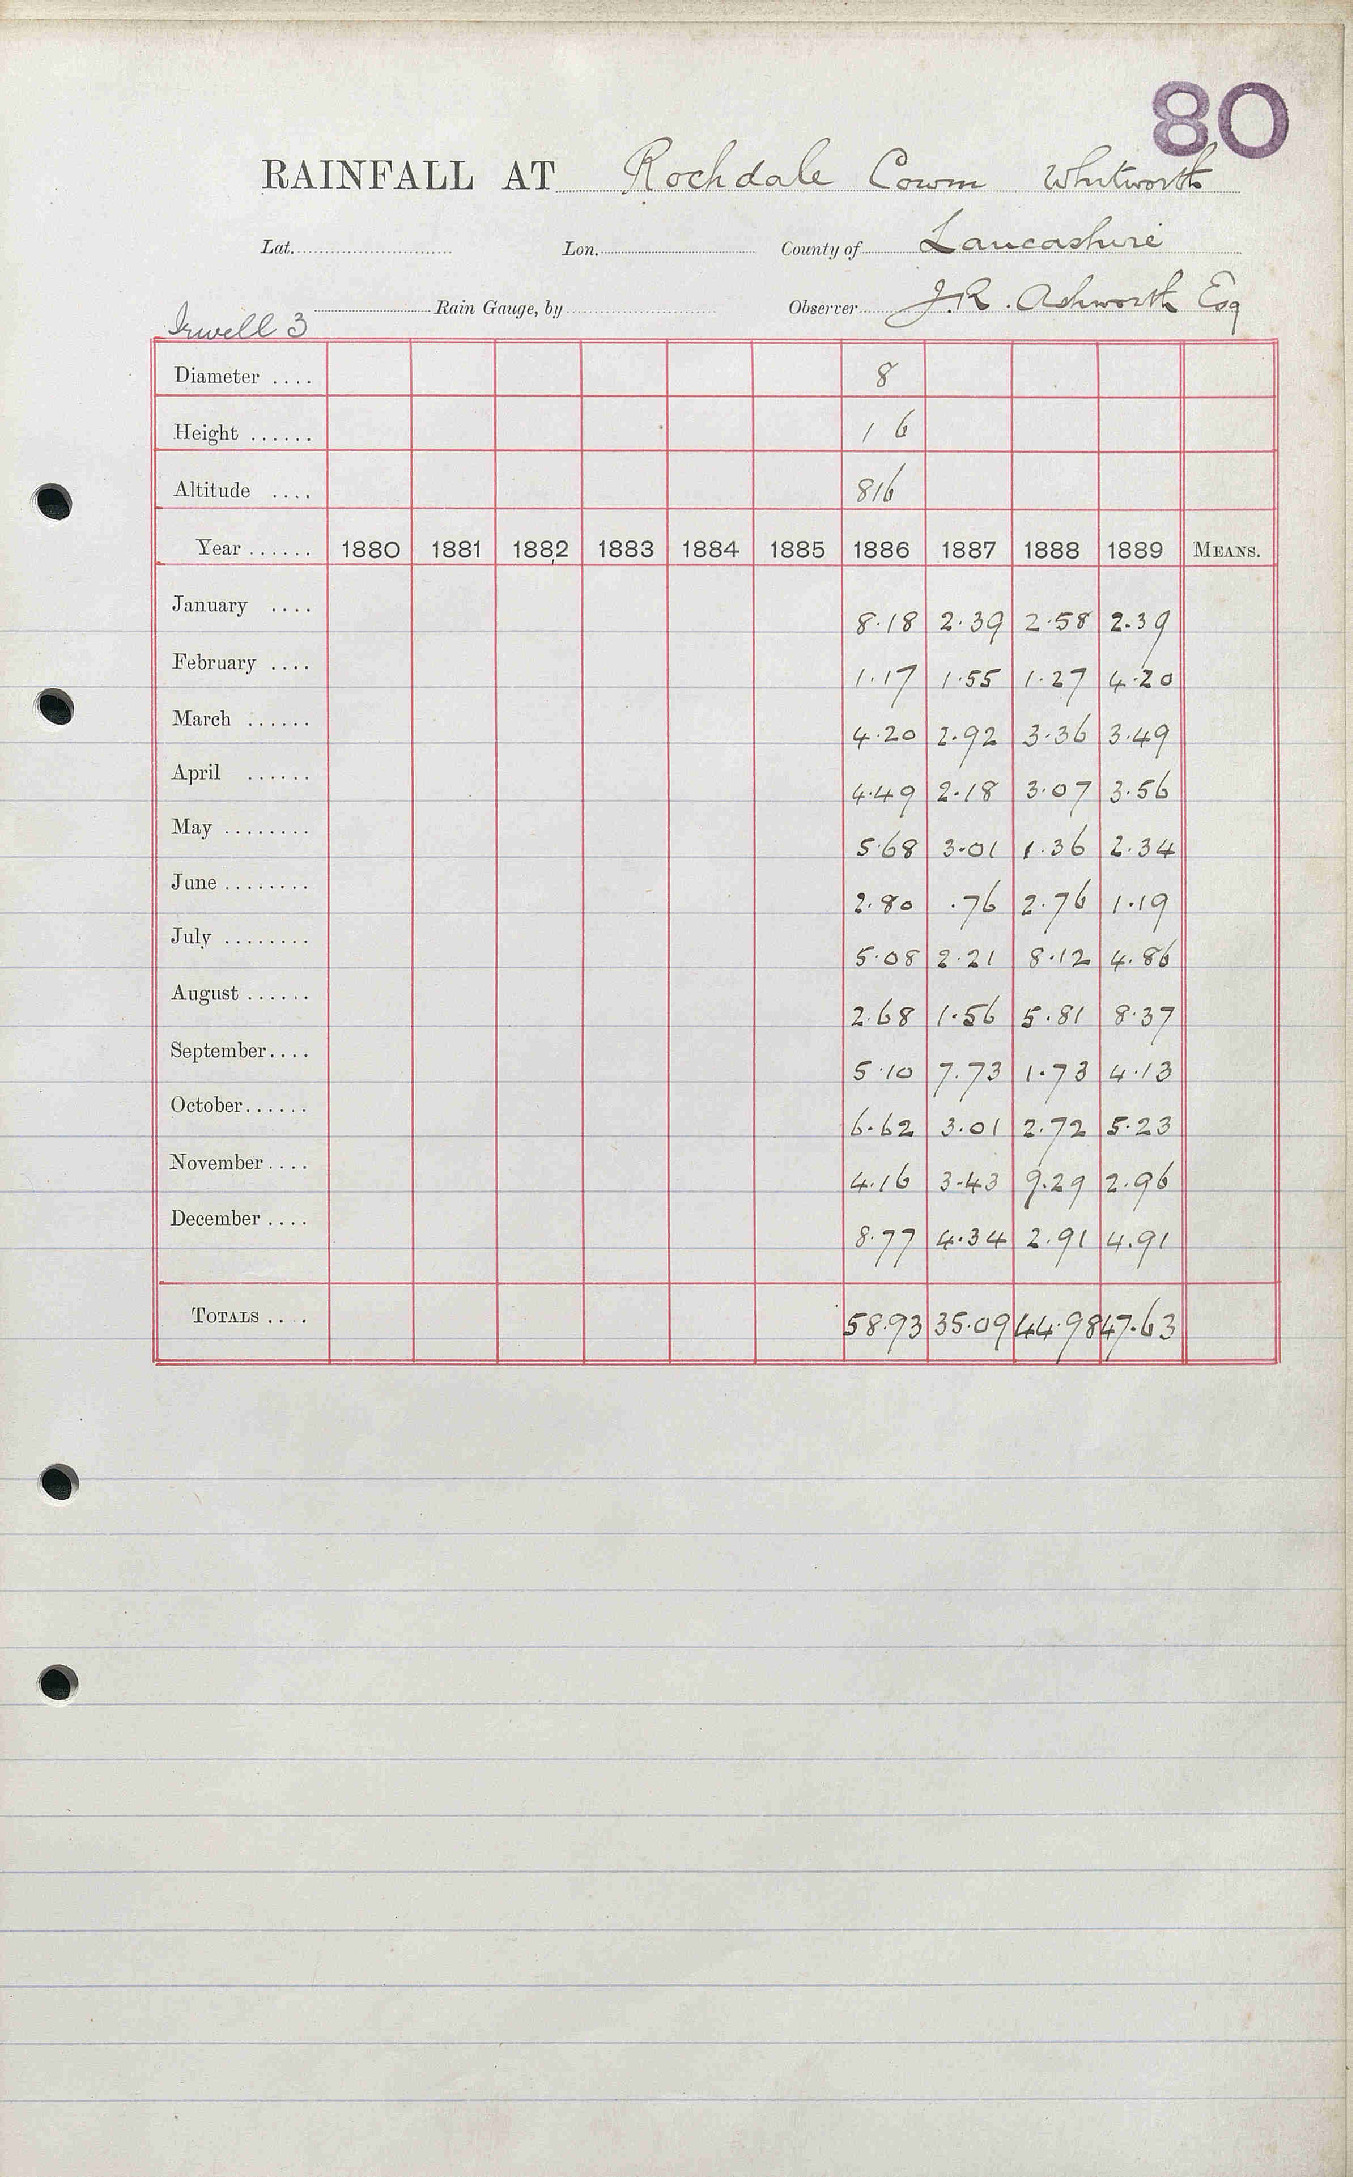 80
RAINFALL AT Rochdale Cowm Whitworth
Lat. Lon. County of Lancashire
Rain Gauge, by Observer J.R. Ashworth Esq
Irwell 3
Diameter .... 8
Height ...... 1 6
Altitude .... 816
Year ...... 1880 1881 1882 1883 1884 1885 1886 1887 1888 1889 MEANS.
January .... 8.18 2.39 2.58 2.39
February .... 1.17 1.55 1.27 4.20
March ...... 4.20 2.92 3.36 3.49
April ...... 4.49 2.18 3.07 3.56
May ........ 5.68 3.01 1.36 2.34
June ........ 2.80 .76 2.76 1.19
July ........ 5.08 2.21 8.12 4.86
August ...... 2.68 1.56 5.81 8.37
September.... 5.10 7.73 1.73 4.13
October...... 6.62 3.01 2.72 5.23
November.... 4.16 3.43 9.29 2.96
December .... 8.77 4.34 2.91 4.91
TOTALS .... 58.93 35.09 44.98 47.63